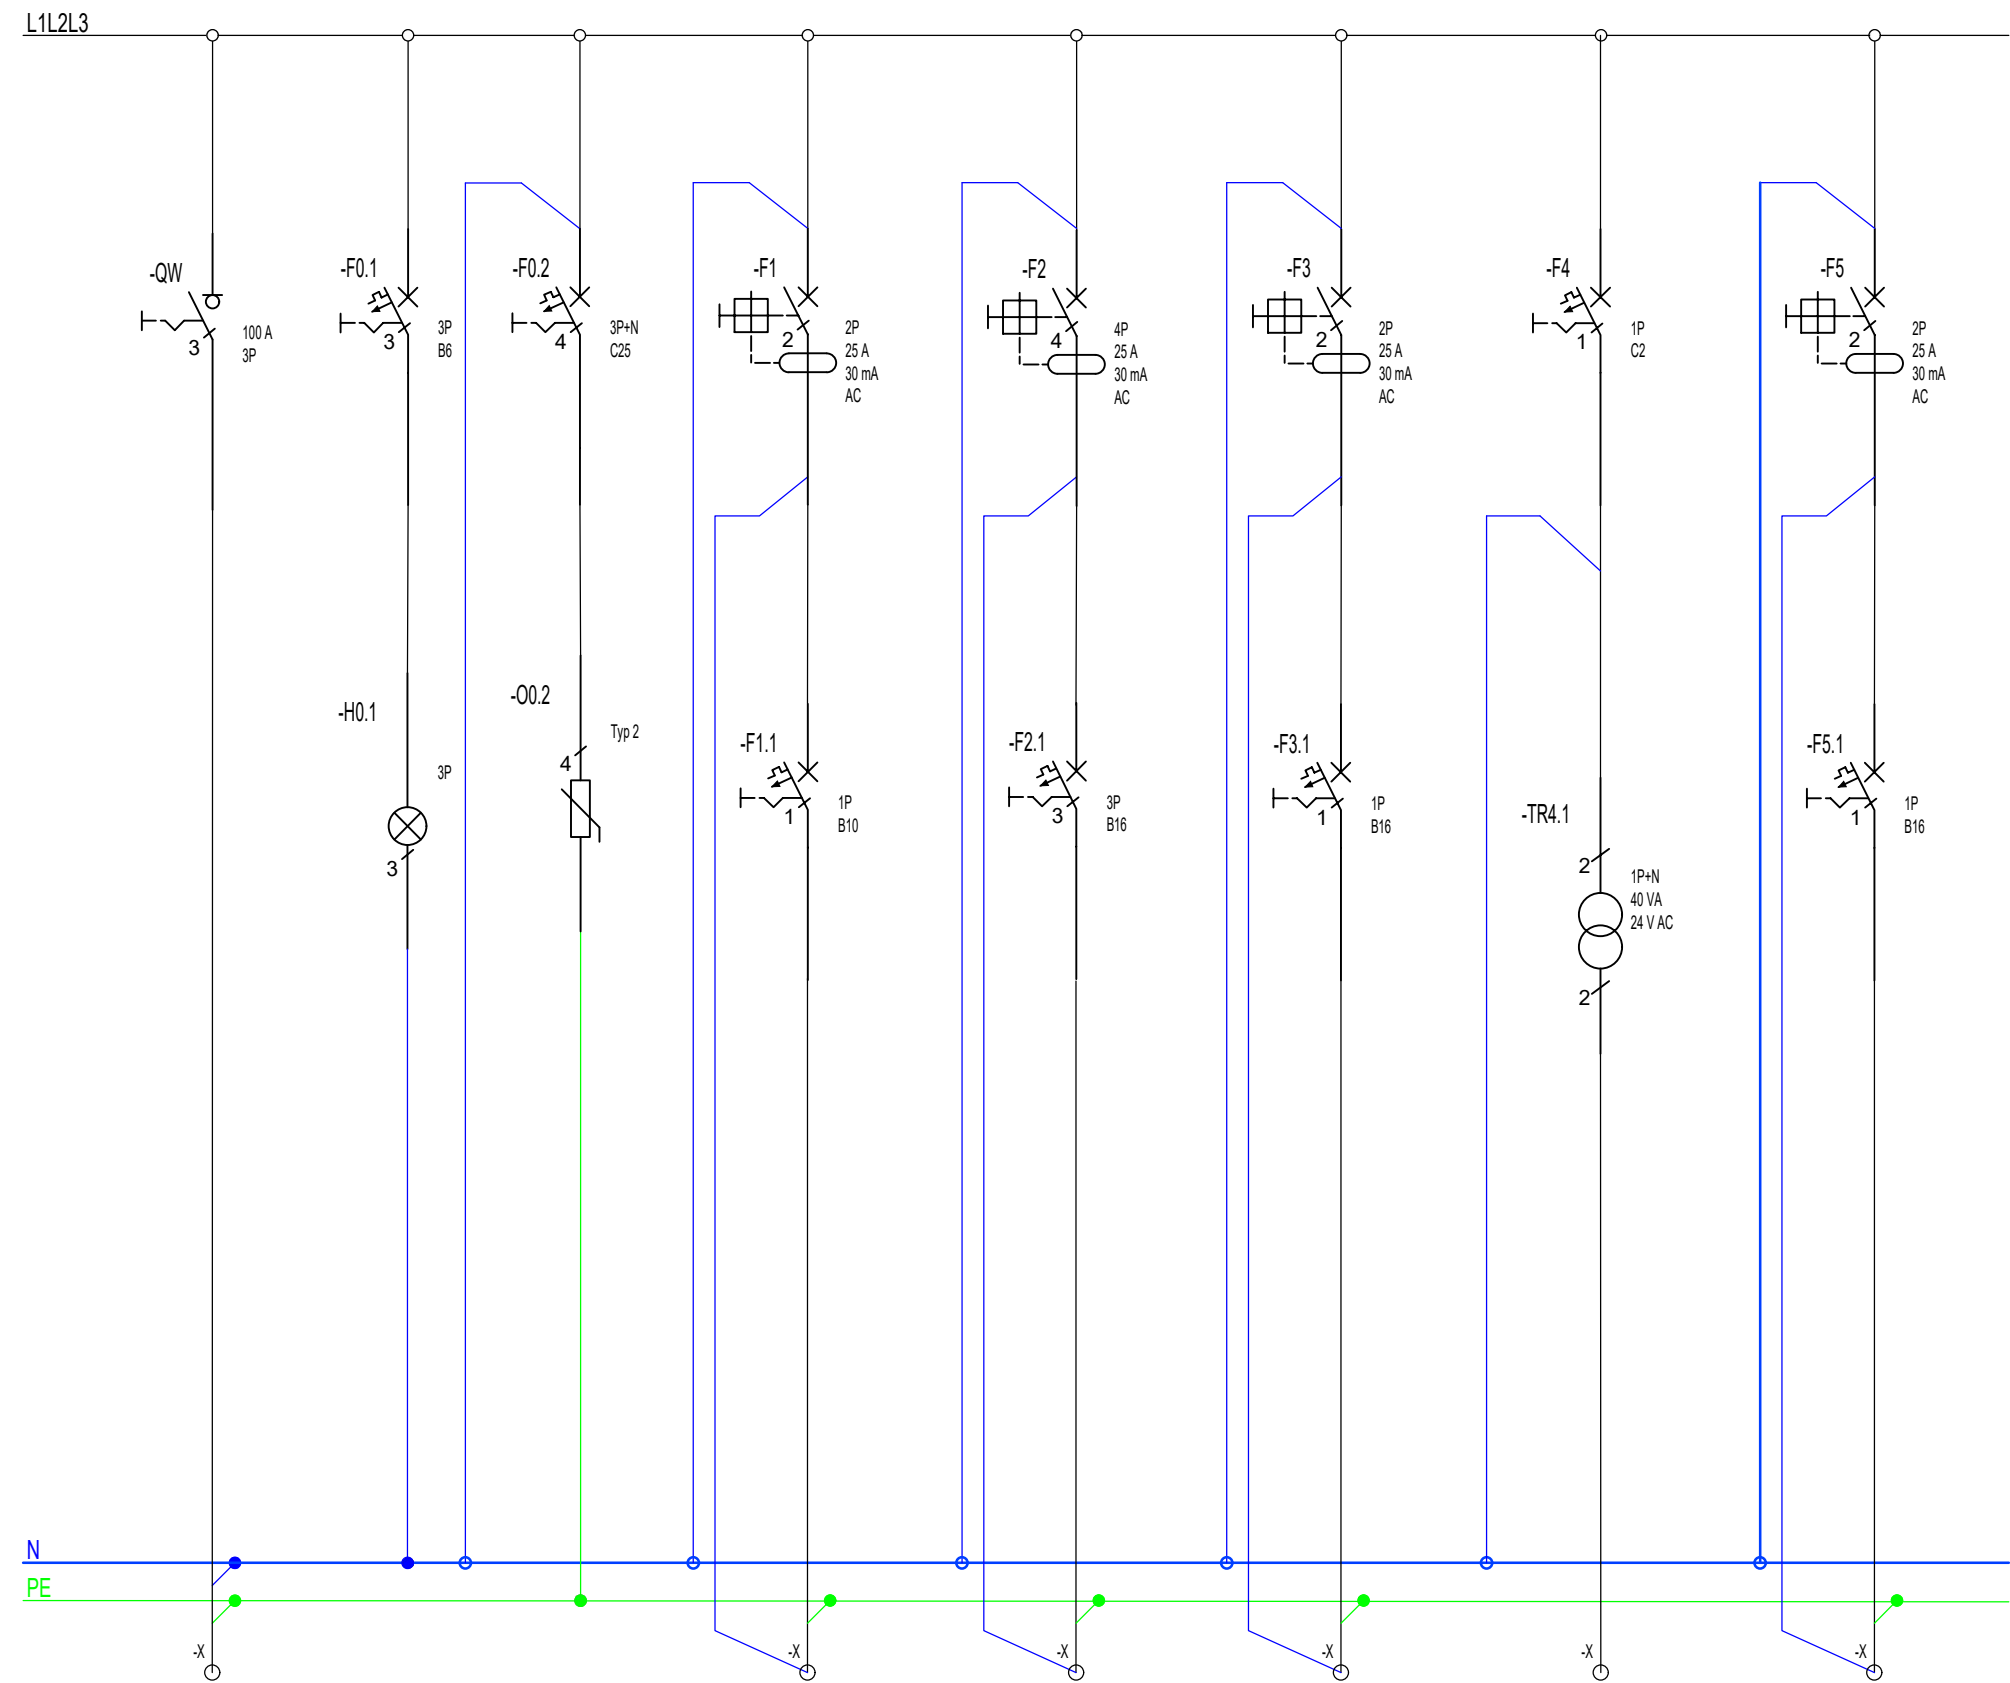 L1L2L3
-QW
3
100 A
3P
-F0.1
3
3P
B6
-F0.2
4
3P+N
C25
-F1
2
2P
25 A
30 mA
AC
-F2
4
4P
25 A
30 mA
AC
-F3
2
2P
25 A
30 mA
AC
-F4
1
1P
C2
-F5
2
2P
25 A
30 mA
AC
-H0.1
3P
3
-O0.2
Typ 2
4
-F1.1
1
1P
B10
-F2.1
3
3P
B16
-F3.1
1
1P
B16
-TR4.1
2
1P+N
40 VA
24 V AC
2
-F5.1
1
1P
B16
N
PE
-X
-X
-X
-X
-X
-X